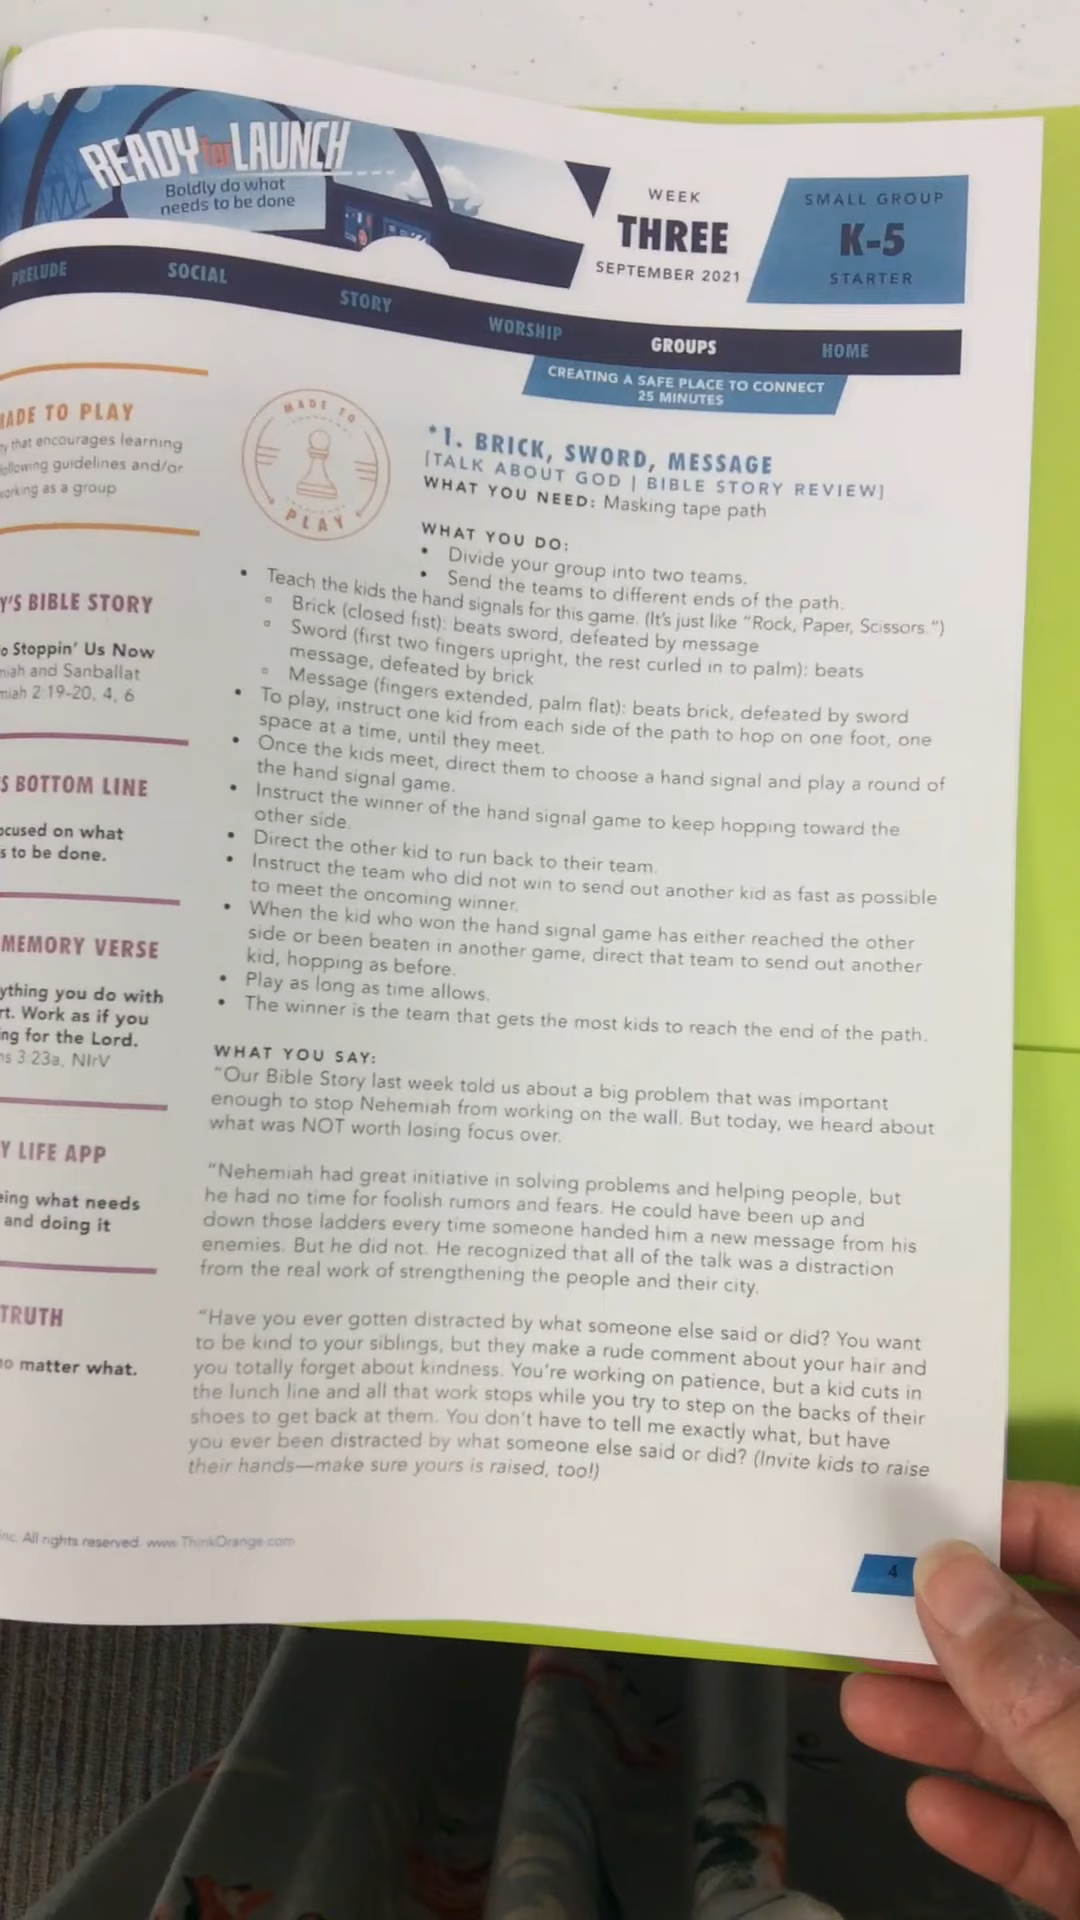 READY for LAUNCH
Boldly do what
needs to be done
WEEK
THREE
SEPTEMBER 2021
SMALL GROUP
K-5
STARTER
PRELUDE
SOCIAL
STORY
WORSHIP
GROUPS
HOME
CREATING A SAFE PLACE TO CONNECT
25 MINUTES
MADE TO PLAY
that encourages learning
following guidelines and/or
working as a group
Y'S BIBLE STORY
o Stoppin' Us Now
miah and Sanballat
miah 2:19-20, 4, 6
S BOTTOM LINE
ocused on what
s to be done.
MEMORY VERSE
ything you do with
rt. Work as if you
ng for the Lord.
ns 3:23a, NIrV
Y LIFE APP
eing what needs
and doing it
TRUTH
no matter what.
MADE TO
PLAY
*1. BRICK, SWORD, MESSAGE
[TALK ABOUT GOD | BIBLE STORY REVIEW]
WHAT YOU NEED: Masking tape path
WHAT YOU DO:
• Divide your group into two teams.
• Send the teams to different ends of the path.
• Teach the kids the hand signals for this game. (It's just like "Rock, Paper, Scissors.")
° Brick (closed fist): beats sword, defeated by message
° Sword (first two fingers upright, the rest curled in to palm): beats
message, defeated by brick
° Message (fingers extended, palm flat): beats brick, defeated by sword
• To play, instruct one kid from each side of the path to hop on one foot, one
space at a time, until they meet.
• Once the kids meet, direct them to choose a hand signal and play a round of
the hand signal game.
• Instruct the winner of the hand signal game to keep hopping toward the
other side.
• Direct the other kid to run back to their team.
• Instruct the team who did not win to send out another kid as fast as possible
to meet the oncoming winner.
• When the kid who won the hand signal game has either reached the other
side or been beaten in another game, direct that team to send out another
kid, hopping as before.
• Play as long as time allows.
• The winner is the team that gets the most kids to reach the end of the path.
WHAT YOU SAY:
"Our Bible Story last week told us about a big problem that was important
enough to stop Nehemiah from working on the wall. But today, we heard about
what was NOT worth losing focus over.
"Nehemiah had great initiative in solving problems and helping people, but
he had no time for foolish rumors and fears. He could have been up and
down those ladders every time someone handed him a new message from his
enemies. But he did not. He recognized that all of the talk was a distraction
from the real work of strengthening the people and their city.
"Have you ever gotten distracted by what someone else said or did? You want
to be kind to your siblings, but they make a rude comment about your hair and
you totally forget about kindness. You're working on patience, but a kid cuts in
the lunch line and all that work stops while you try to step on the backs of their
shoes to get back at them. You don't have to tell me exactly what, but have
you ever been distracted by what someone else said or did? (Invite kids to raise
their hands—make sure yours is raised, too!)
Inc. All rights reserved. www.ThinkOrange.com
4